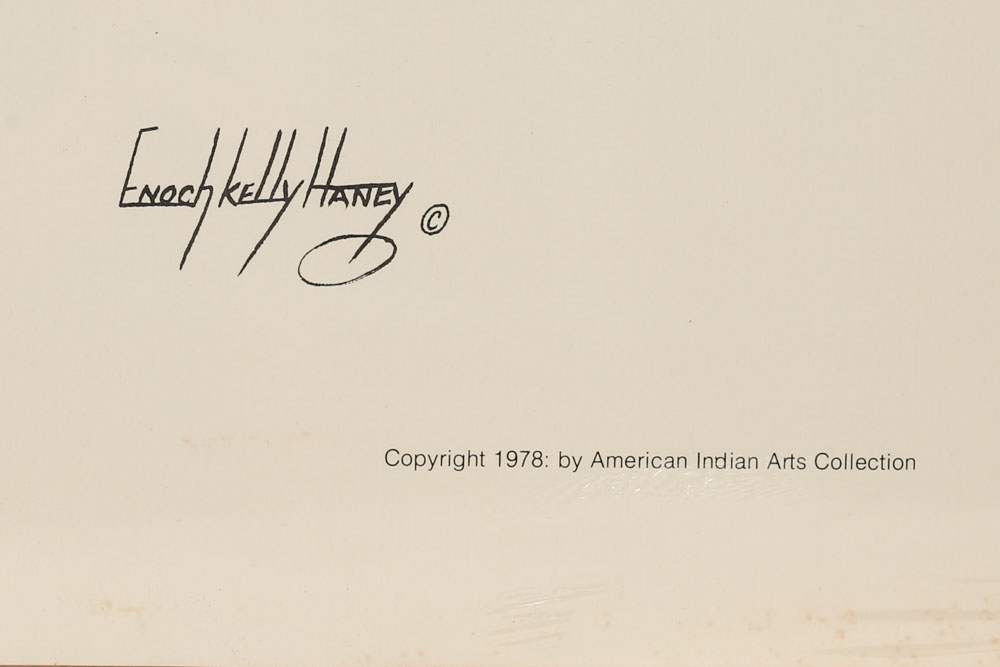 Enoch Kelly Haney ©
Copyright 1978: by American Indian Arts Collection